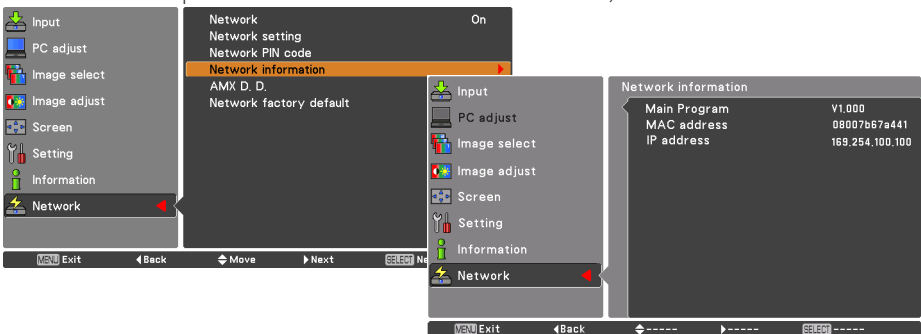 Input
PC adjust
Image select
Image adjust
Screen
Setting
Information
Network
Network On
Network setting
Network PIN code
Network information
AMX D. D.
Network factory default
MENU Exit Back Move Next SELECT Ne
Input
PC adjust
Image select
Image adjust
Screen
Setting
Information
Network
Network information
Main Program V1.000
MAC address 08007b67a441
IP address 169.254.100.100
MENU Exit Back ----- ----- SELECT -----